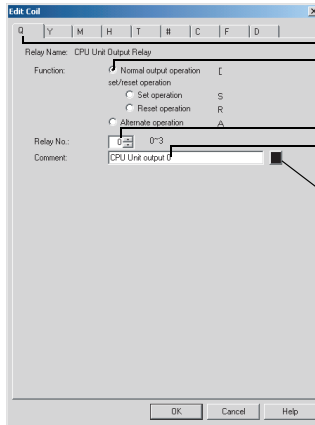 Edit Coil
Q Y M H T # C F D
Relay Name: CPU Unit Output Relay
Function: Normal output operation [
set/reset operation
Set operation S
Reset operation R
Alternate operation A
Relay No.: 0 0~3
Comment: CPU Unit output 0
OK Cancel Help